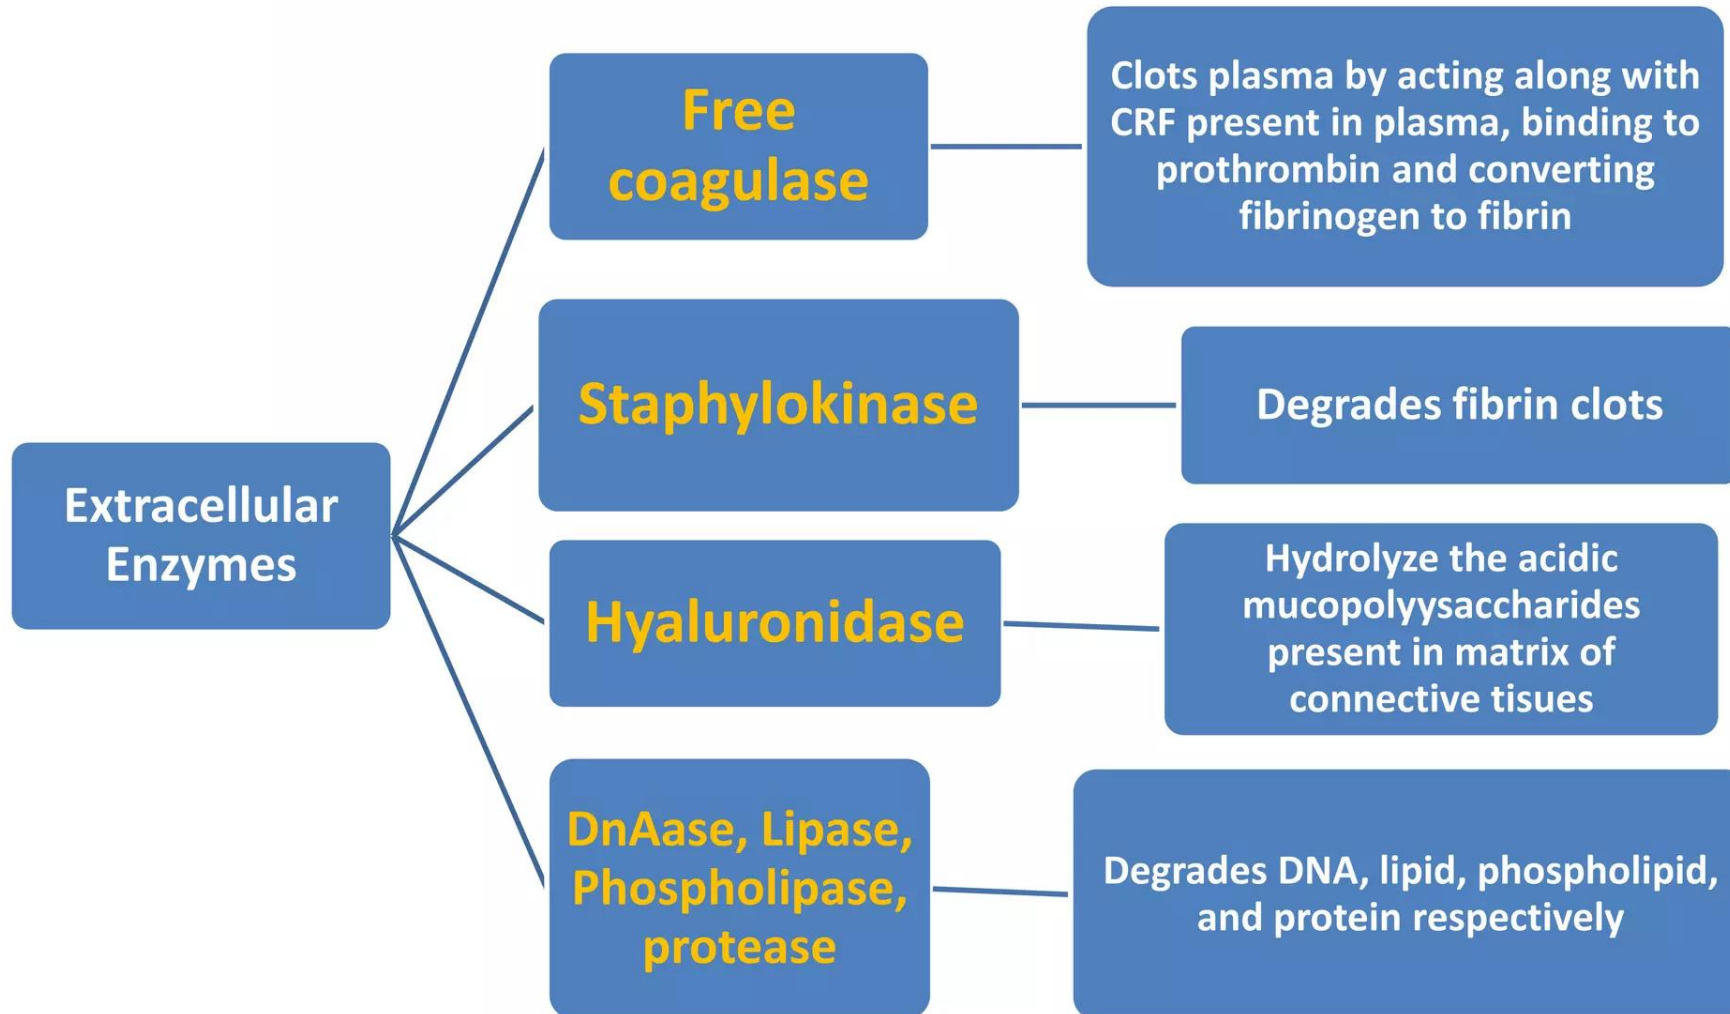 Extracellular
Enzymes
Free
coagulase
Clots plasma by acting along with
CRF present in plasma, binding to
prothrombin and converting
fibrinogen to fibrin
Staphylokinase
Degrades fibrin clots
Hyaluronidase
Hydrolyze the acidic
mucopolyysaccharides
present in matrix of
connective tisues
DnAase, Lipase,
Phospholipase,
protease
Degrades DNA, lipid, phospholipid,
and protein respectively